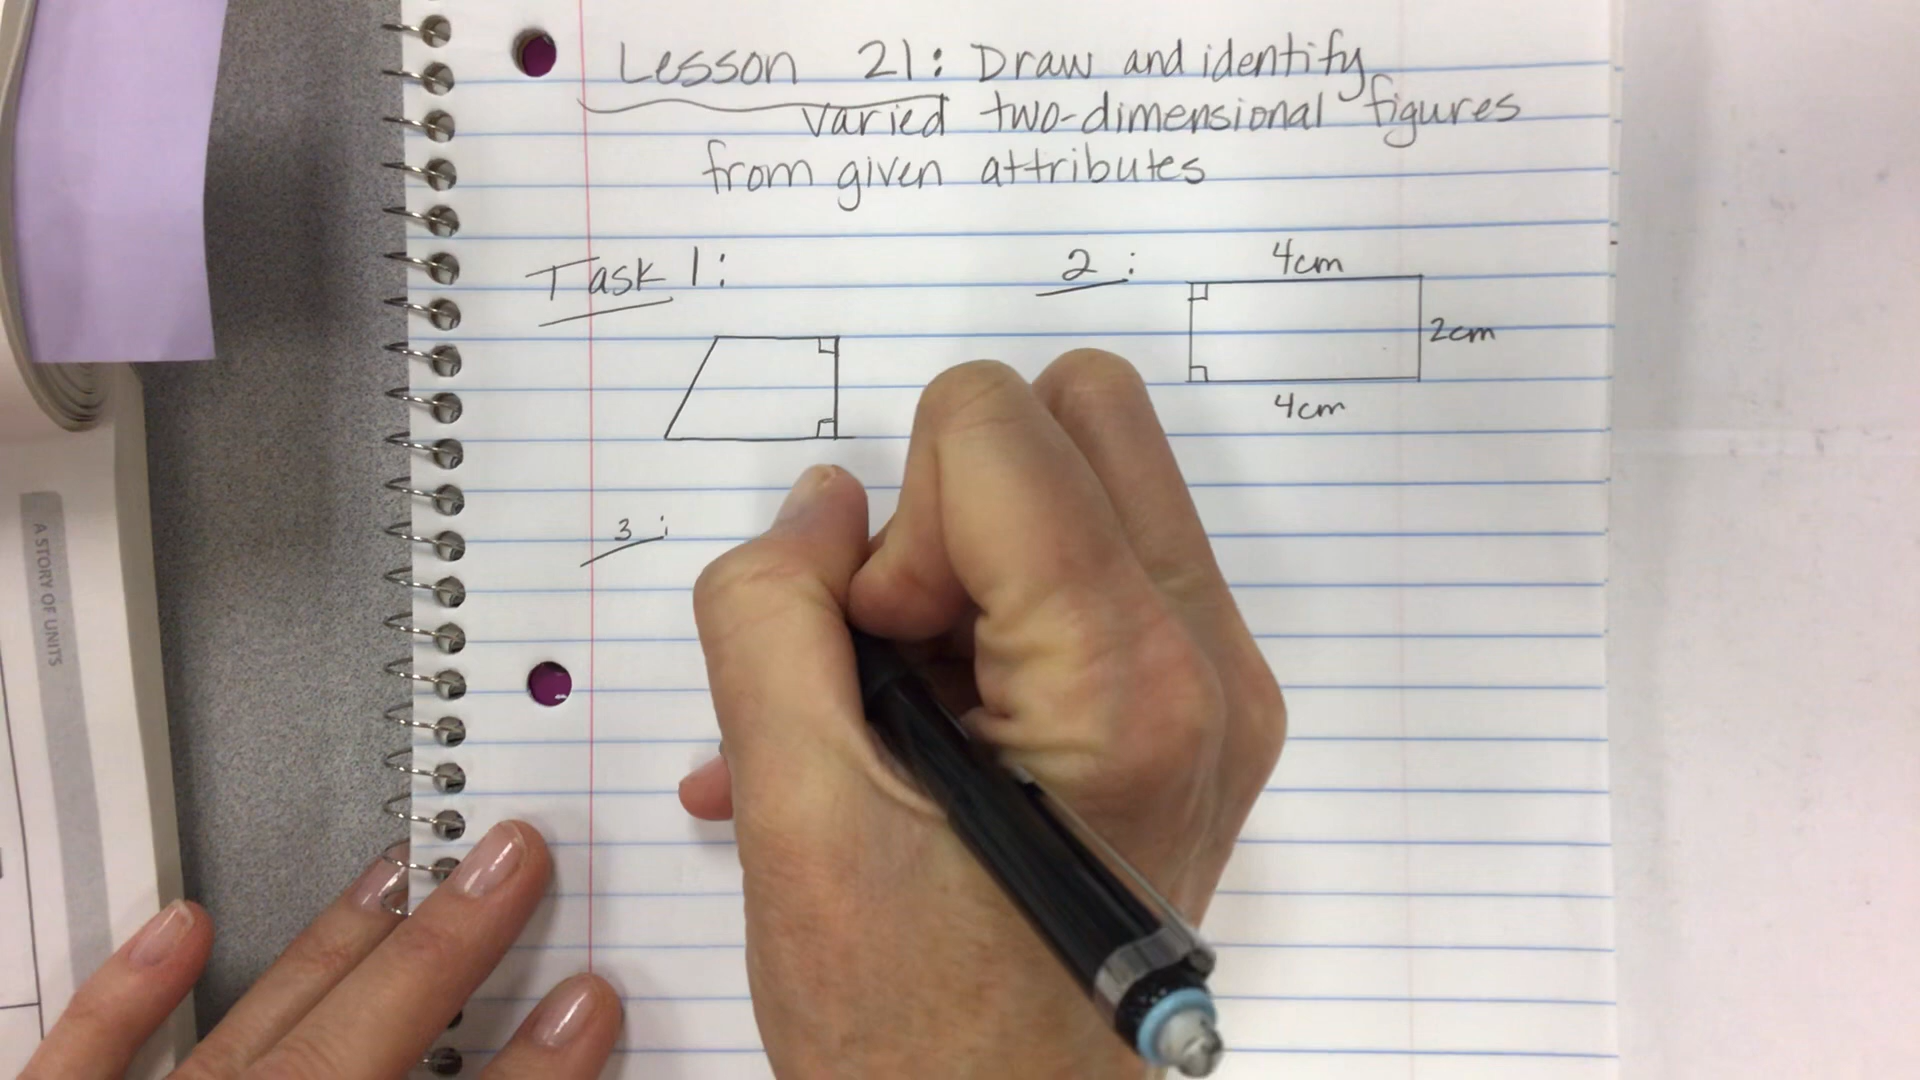 Lesson 21: Draw and identify
varied two-dimensional figures
from given attributes
Task 1:
2:
4cm
2cm
4cm
3:
A STORY OF UNITS